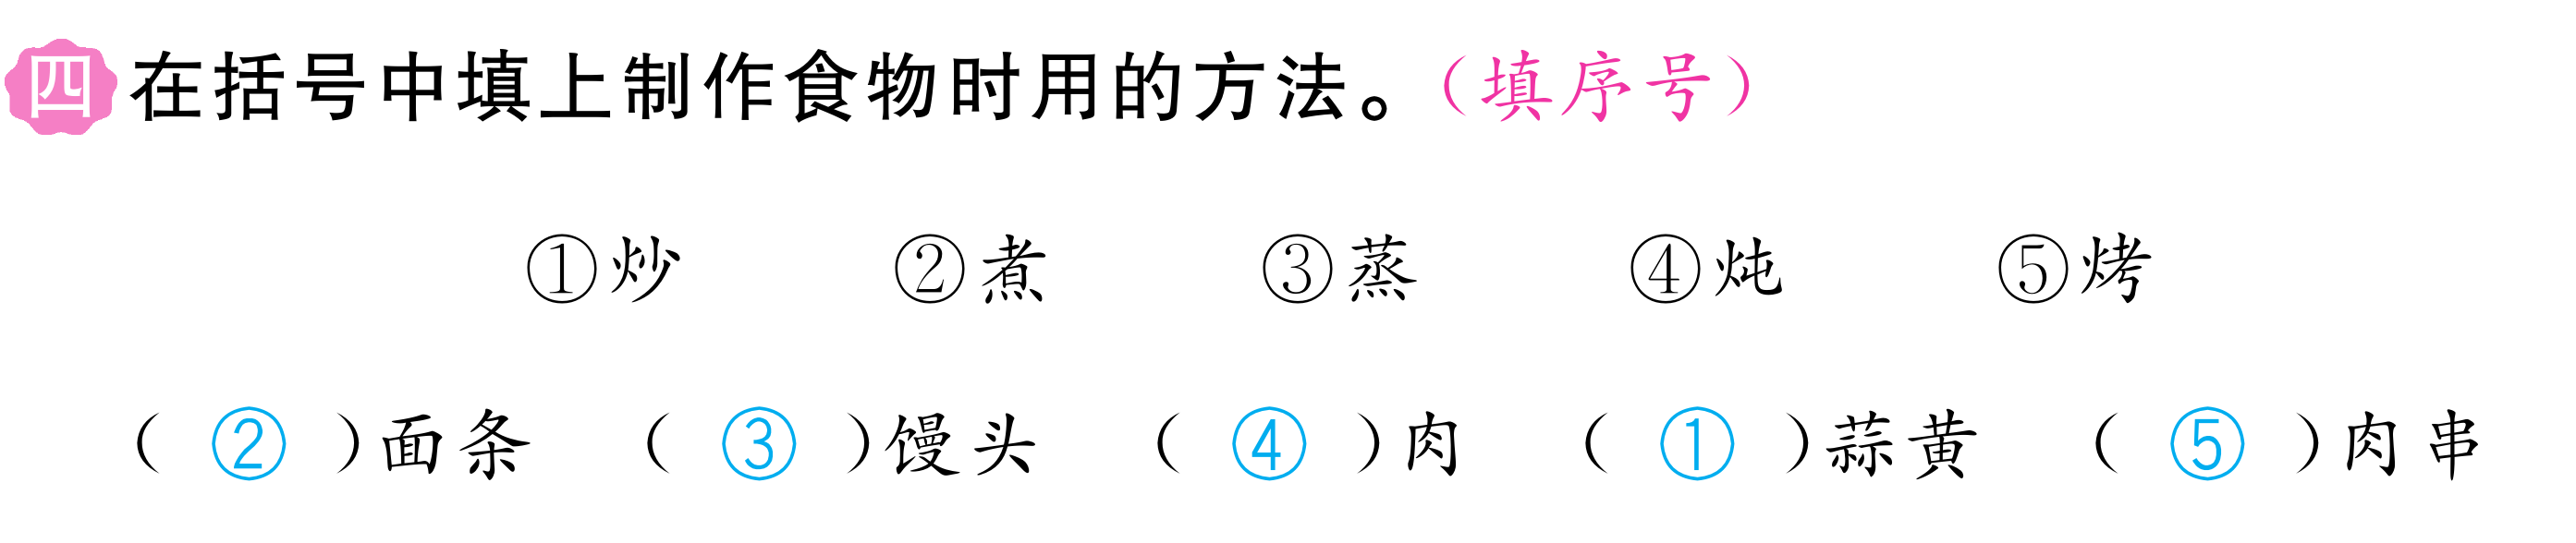 四 在括号中填上制作食物时用的方法。（填序号）
①炒 ②煮 ③蒸 ④炖 ⑤烤
（ ② ）面条 （ ③ ）馒头 （ ④ ）肉 （ ① ）蒜黄 （ ⑤ ）肉串